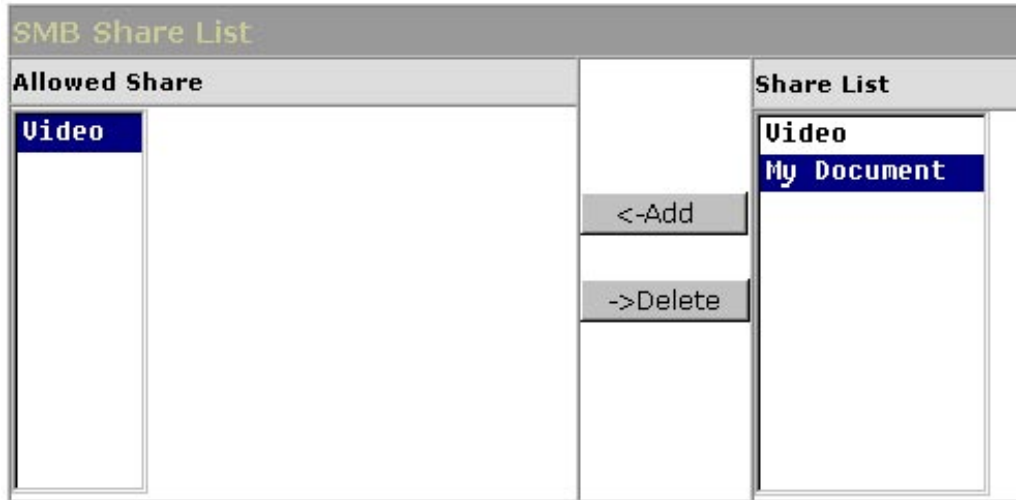 SMB Share List
Allowed Share
Share List
Video
Video
My Document
<-Add
->Delete